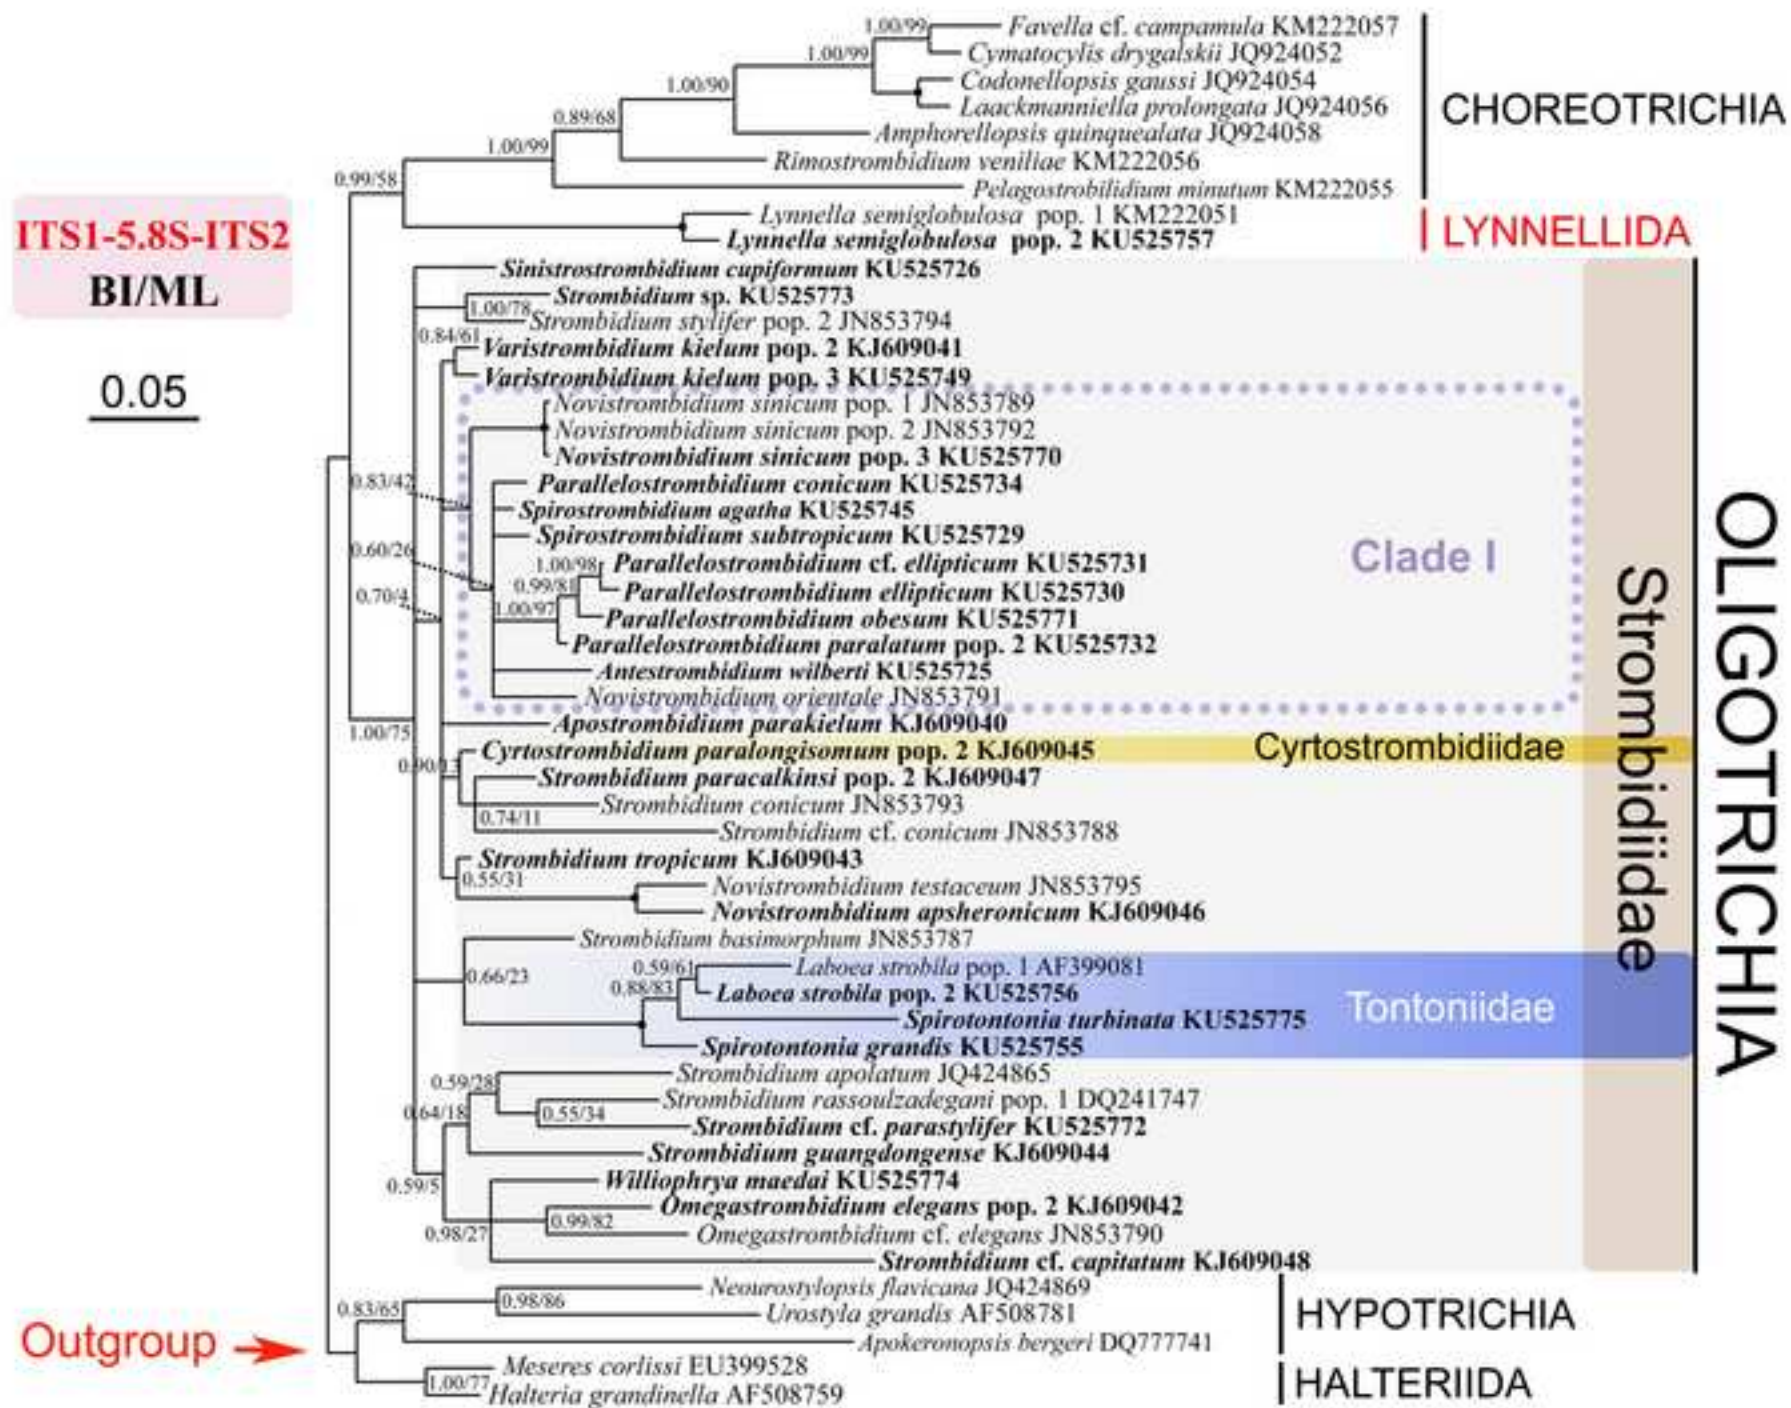 1.00/99
Favella cf. campamula KM222057
1.00/99
Cymatocylis drygalskii JQ924052
Codonellopsis gaussi JQ924054
1.00/90
Laackmanniella prolongata JQ924056
CHOREOTRICHIA
0.89/68
Amphorellopsis quinquealata JQ924058
1.00/99
Rimostrombidium veniliae KM222056
0.99/58
Pelagostrobilidium minutum KM222055
Lynnella semiglobulosa pop. 1 KM222051
Lynnella semiglobulosa pop. 2 KU525757
LYNNELLIDA
ITS1-5.8S-ITS2
BI/ML
0.05
Sinistrostrombidium cupiforme KU525726
Strombidium sp. KU525773
1.00/78
Strombidium stylifer pop. 2 JN853794
0.84/61
Varistrombidium kielum pop. 2 KJ609041
Varistrombidium kielum pop. 3 KU525749
Novistrombidium sinicum pop. 1 JN853789
Novistrombidium sinicum pop. 2 JN853792
Novistrombidium sinicum pop. 3 KU525770
0.83/42
Parallelostrombidium conicum KU525734
Spirostrombidium agatha KU525745
Spirostrombidium subtropicum KU525729
0.60/26
Clade I
1.00/98
Parallelostrombidium cf. ellipticum KU525731
0.99/81
Parallelostrombidium ellipticum KU525730
0.70/4
1.00/97
Parallelostrombidium obesum KU525771
Parallelostrombidium paralatum pop. 2 KU525732
Antestrombidium wilberti KU525725
Novistrombidium orientale JN853791
Apostrombidium parakielum KJ609040
1.00/75
Cyrtostrombidium paralongisomum pop. 2 KJ609045
Cyrtostrombidiidae
0.90/13
Strombidium paracalkinsi pop. 2 KJ609047
Strombidium conicum JN853793
0.74/11
Strombidium cf. conicum JN853788
Strombidium tropicum KJ609043
0.55/31
Novistrombidium testaceum JN853795
Novistrombidium apsheronicum KJ609046
Strombidium basimorphum JN853787
0.66/23
0.59/61
Laboea strobila pop. 1 AF399081
0.88/83
Laboea strobila pop. 2 KU525756
Tontoniidae
Spirotontonia turbinata KU525775
Spirotontonia grandis KU525755
Strombidiidae
OLIGOTRICHIA
Strombidium apolatum JQ424865
0.59/28
Strombidium rassoulzadegani pop. 1 DQ241747
0.64/18
0.55/34
Strombidium cf. parastylifer KU525772
Strombidium guangdongense KJ609044
0.59/5
Williophrya maedai KU525774
Omegastrombidium elegans pop. 2 KJ609042
0.99/82
0.98/27
Omegastrombidium cf. elegans JN853790
Strombidium cf. capitatum KJ609048
Neourostylopsis flavicana JQ424869
0.98/86
0.83/65
Urostyla grandis AF508781
HYPOTRICHIA
Outgroup
Apokeronopsis bergeri DQ777741
Meseres corlissi EU399528
1.00/77
Halteria grandinella AF508759
HALTERIIDA